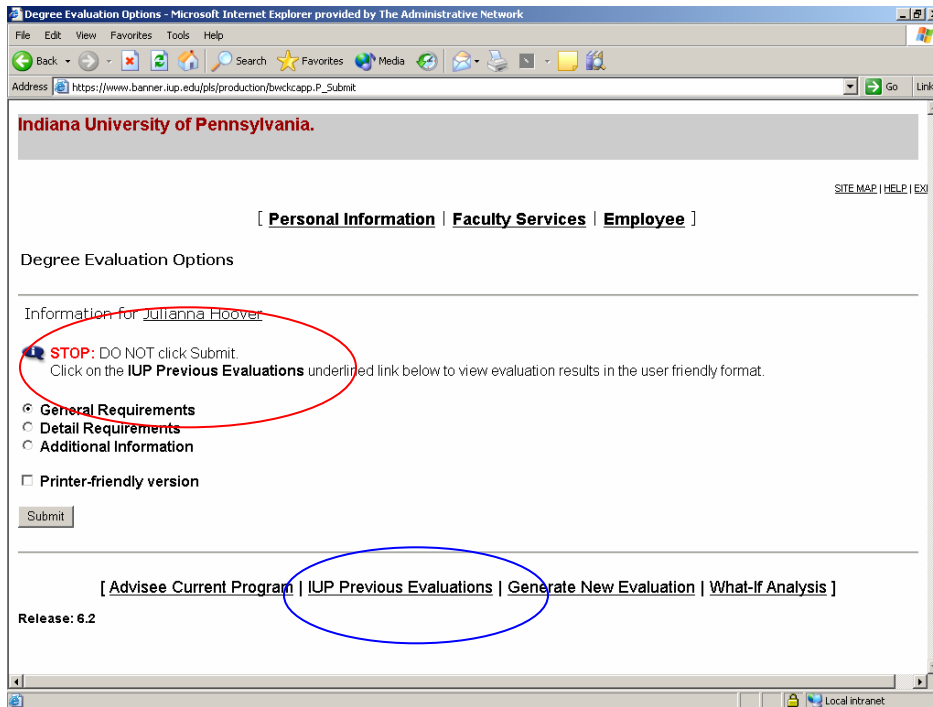 Degree Evaluation Options - Microsoft Internet Explorer provided by The Administrative Network
File Edit View Favorites Tools Help
Back Search Favorites Media
Address https://www.banner.iup.edu/pls/production/bwckcapp.P_Submit Go Link
Indiana University of Pennsylvania.
SITE MAP | HELP | EXI
[ Personal Information | Faculty Services | Employee ]
Degree Evaluation Options
Information for Julianna Hoover
STOP: DO NOT click Submit.
Click on the IUP Previous Evaluations underlined link below to view evaluation results in the user friendly format.
General Requirements
Detail Requirements
Additional Information
Printer-friendly version
Submit
[ Advisee Current Program | IUP Previous Evaluations | Generate New Evaluation | What-If Analysis ]
Release: 6.2
Local intranet